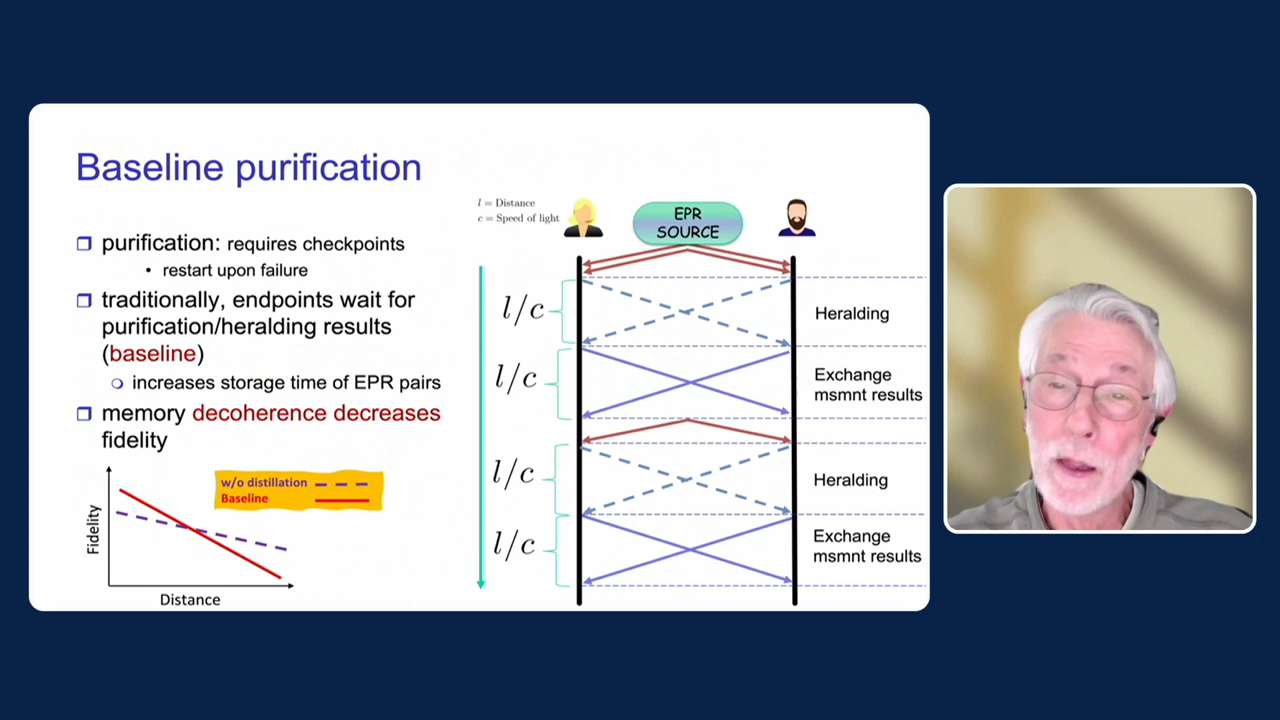 Baseline purification
purification: requires checkpoints
• restart upon failure
traditionally, endpoints wait for
purification/heralding results
(baseline)
increases storage time of EPR pairs
memory decoherence decreases
fidelity
w/o distillation
Baseline
Fidelity
Distance
l = Distance
c = Speed of light
EPR
SOURCE
l/c
Heralding
l/c
Exchange
msmnt results
l/c
Heralding
l/c
Exchange
msmnt results